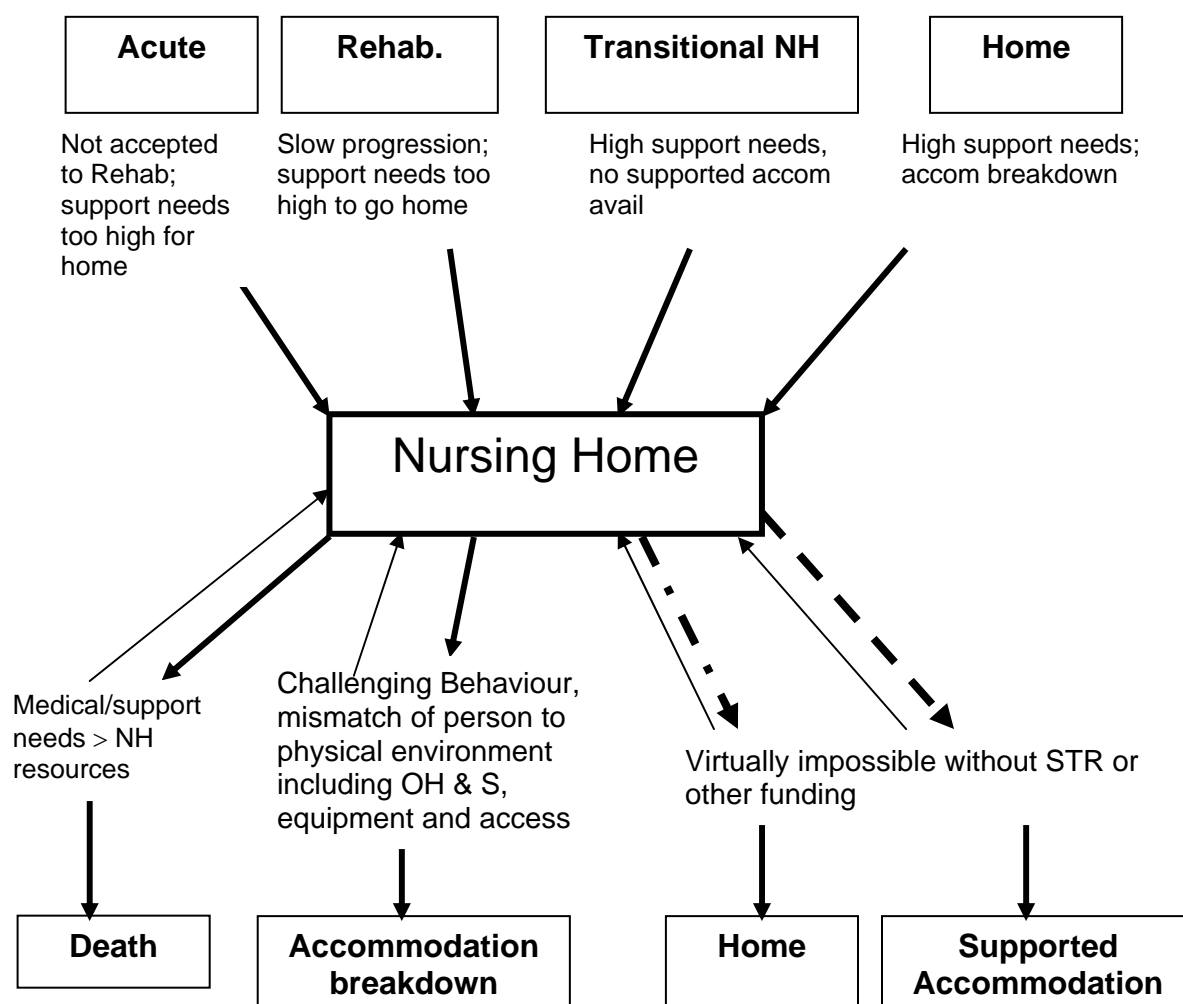 Acute
Rehab.
Transitional NH
Home
Not accepted
to Rehab;
support needs
too high for
home
Slow progression;
support needs too
high to go home
High support needs,
no supported accom
avail
High support needs;
accom breakdown
Nursing Home
Medical/support
needs > NH
resources
Challenging Behaviour,
mismatch of person to
physical environment
including OH & S,
equipment and access
Virtually impossible without STR or
other funding
Death
Accommodation
breakdown
Home
Supported
Accommodation